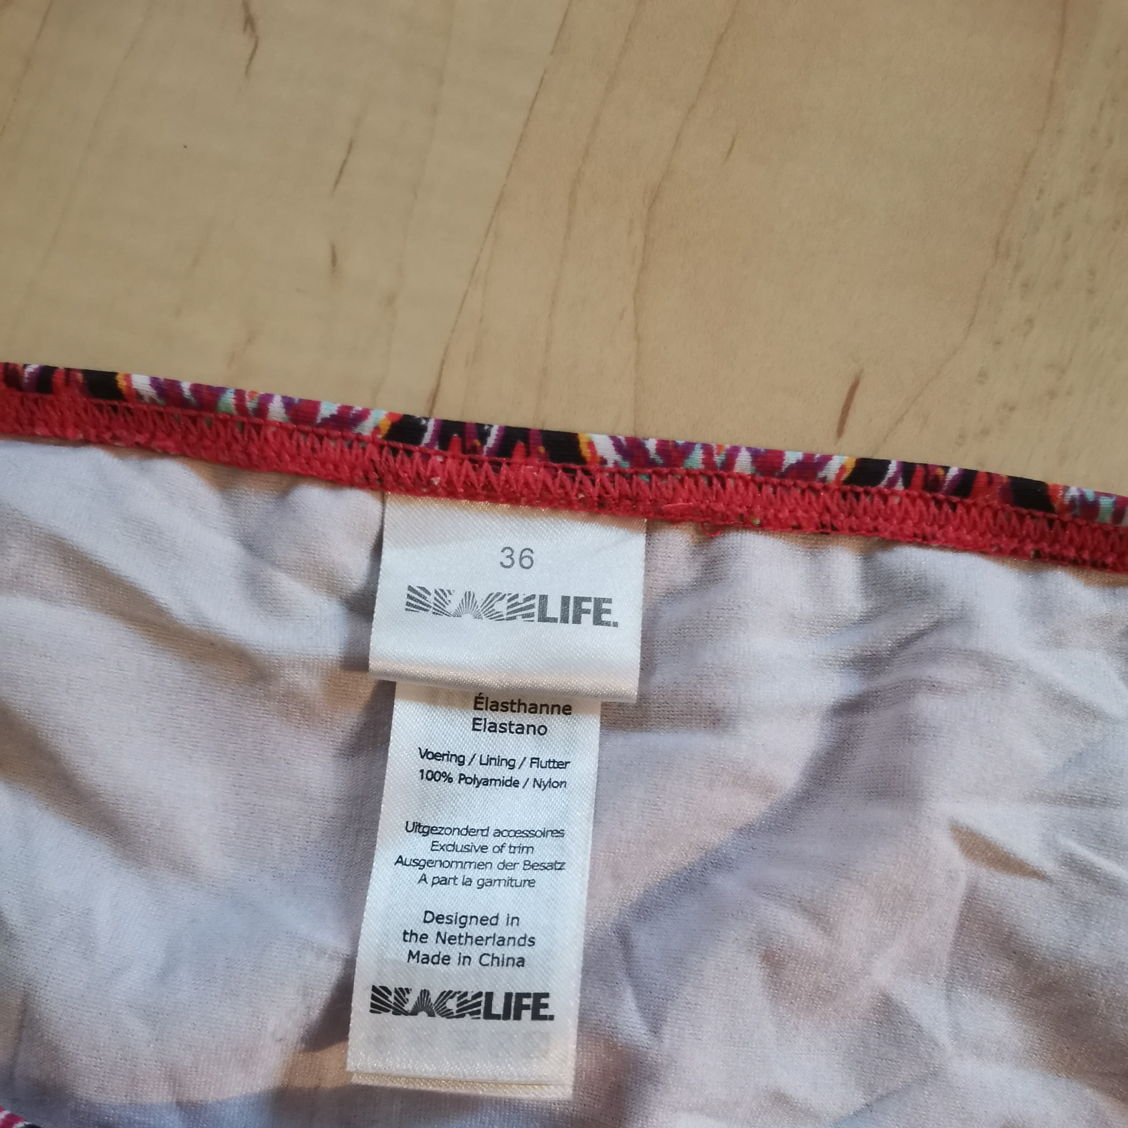 36
BEACHLIFE.
Élasthanne
Elastano
Voering / Lining / Flutter
100% Polyamide / Nylon
Uitgezonderd accessoires
Exclusive of trim
Ausgenommen der Besatz
A part la garniture
Designed in
the Netherlands
Made in China
BEACHLIFE.